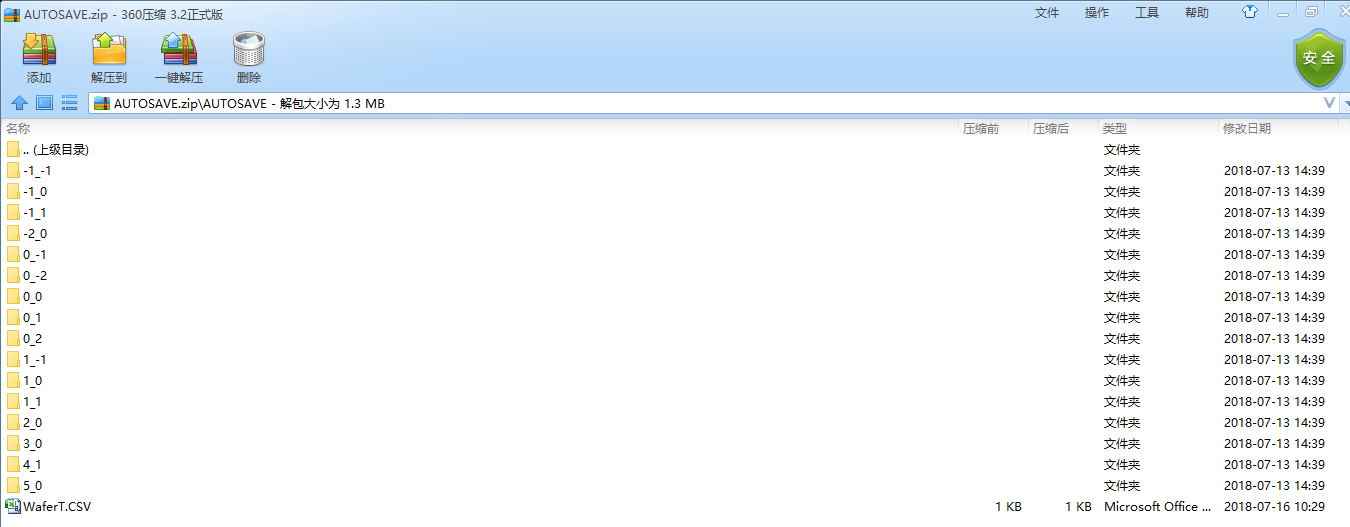 AUTOSAVE.zip - 360压缩 3.2正式版 文件 操作 工具 帮助
添加 解压到 一键解压 删除 安全
AUTOSAVE.zip\AUTOSAVE - 解包大小为 1.3 MB
名称 压缩前 压缩后 类型 修改日期
.. (上级目录) 文件夹
-1_-1 文件夹 2018-07-13 14:39
-1_0 文件夹 2018-07-13 14:39
-1_1 文件夹 2018-07-13 14:39
-2_0 文件夹 2018-07-13 14:39
0_-1 文件夹 2018-07-13 14:39
0_-2 文件夹 2018-07-13 14:39
0_0 文件夹 2018-07-13 14:39
0_1 文件夹 2018-07-13 14:39
0_2 文件夹 2018-07-13 14:39
1_-1 文件夹 2018-07-13 14:39
1_0 文件夹 2018-07-13 14:39
1_1 文件夹 2018-07-13 14:39
2_0 文件夹 2018-07-13 14:39
3_0 文件夹 2018-07-13 14:39
4_1 文件夹 2018-07-13 14:39
5_0 文件夹 2018-07-13 14:39
WaferT.CSV 1 KB 1 KB Microsoft Office ... 2018-07-16 10:29